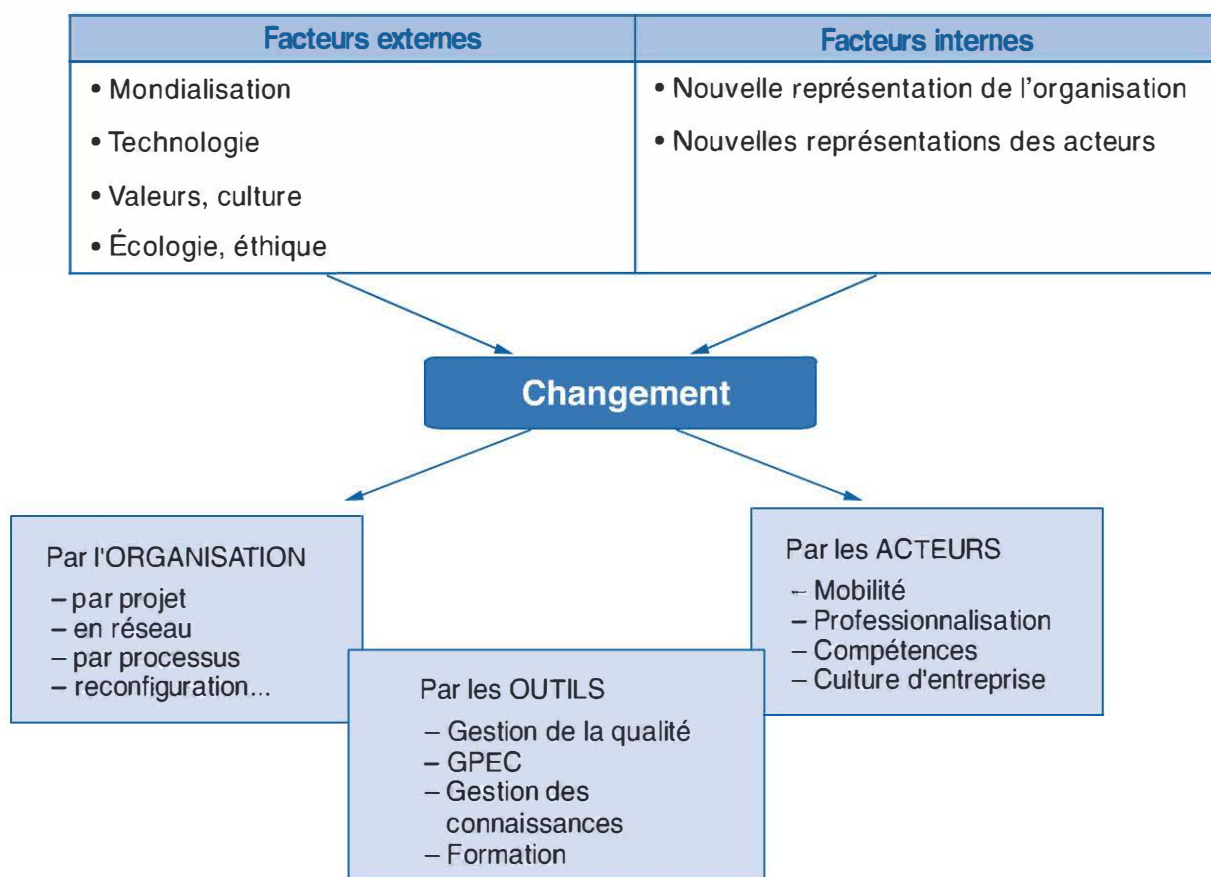 Facteurs externes
Facteurs internes
• Mondialisation
• Technologie
• Valeurs, culture
• Écologie, éthique
• Nouvelle représentation de l'organisation
• Nouvelles représentations des acteurs
Changement
Par l'ORGANISATION
– par projet
– en réseau
– par processus
– reconfiguration...
Par les OUTILS
– Gestion de la qualité
– GPEC
– Gestion des
connaissances
– Formation
Par les ACTEURS
– Mobilité
– Professionnalisation
– Compétences
– Culture d'entreprise